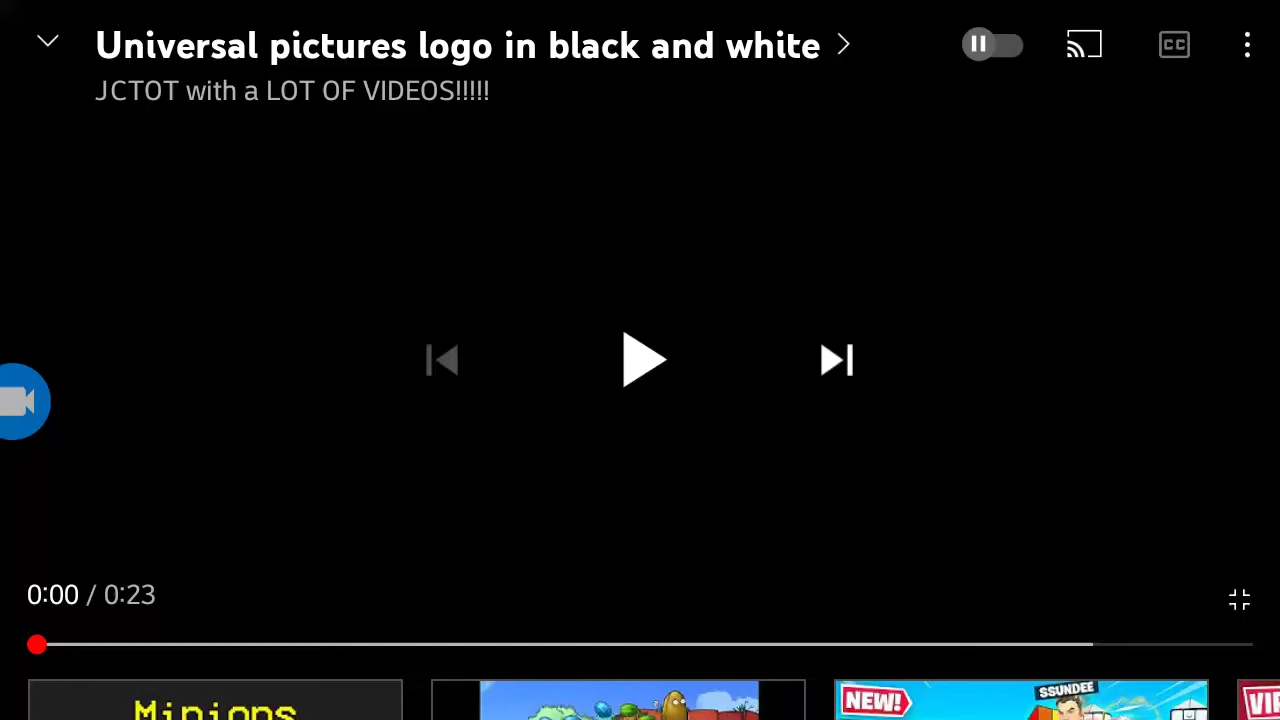 Universal pictures logo in black and white
JCTOT with a LOT OF VIDEOS!!!!!
CC
0:00 / 0:23
Minions
NEW!
SSUNDEE